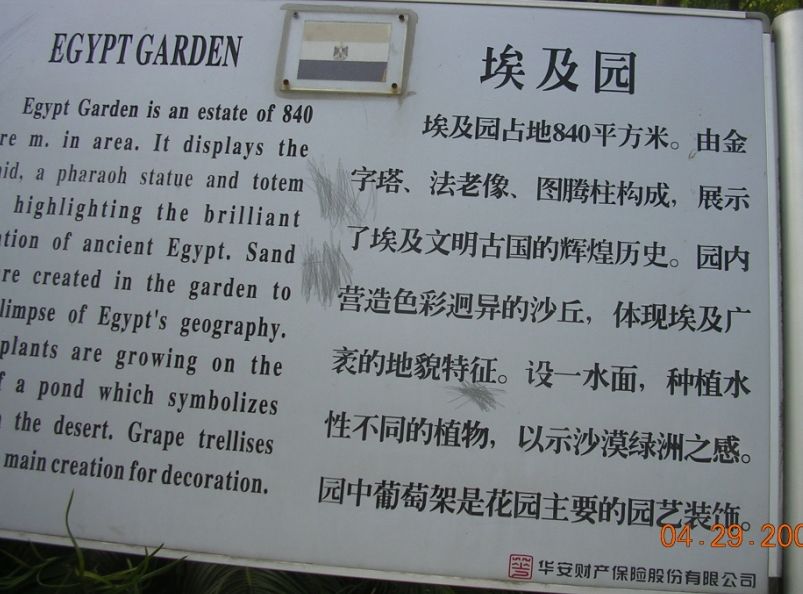 EGYPT GARDEN
Egypt Garden is an estate of 840
re m. in area. It displays the
id, a pharaoh statue and totem
highlighting the brilliant
ation of ancient Egypt. Sand
re created in the garden to
limpse of Egypt's geography.
plants are growing on the
f a pond which symbolizes
the desert. Grape trellises
main creation for decoration.
埃及园
埃及园占地840平方米。由金
字塔、法老像、图腾柱构成，展示
了埃及文明古国的辉煌历史。园内
营造色彩迥异的沙丘，体现埃及广
袤的地貌特征。设一水面，种植水
性不同的植物，以示沙漠绿洲之感。
园中葡萄架是花园主要的园艺装饰。
华安财产保险股份有限公司
04.29.200